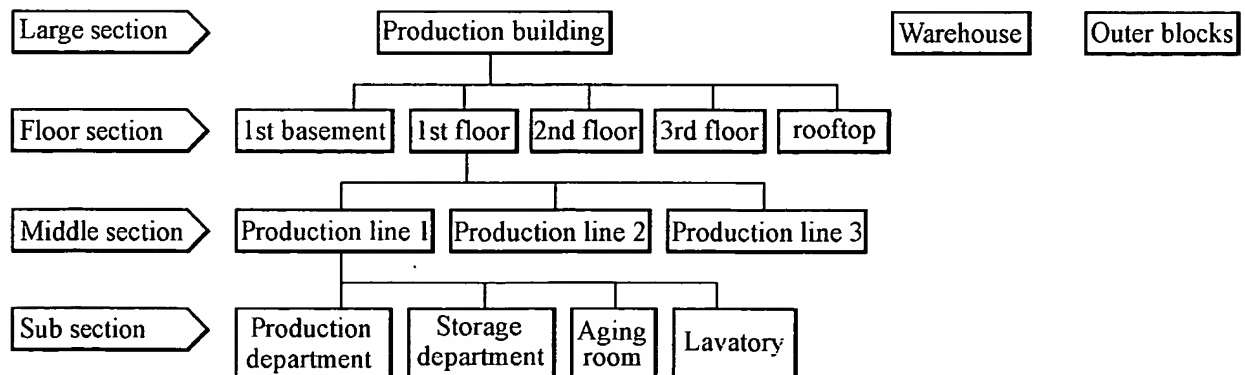 Large section
Production building
Warehouse
Outer blocks
Floor section
1st basement
1st floor
2nd floor
3rd floor
rooftop
Middle section
Production line 1
Production line 2
Production line 3
Sub section
Production
department
Storage
department
Aging
room
Lavatory